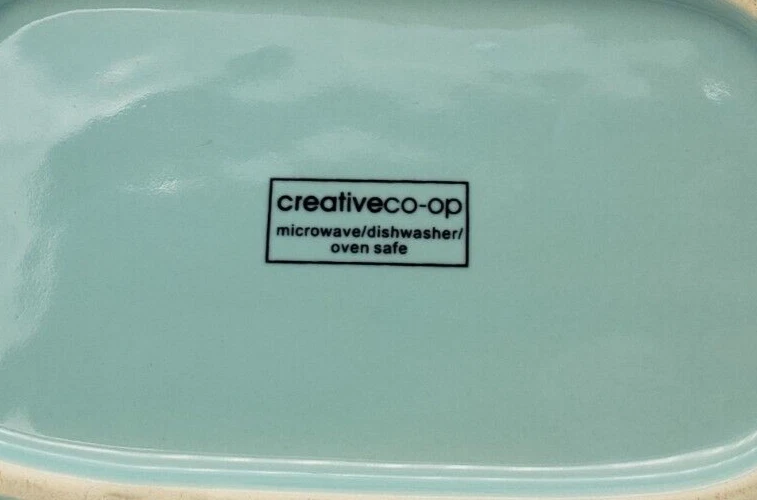 creativeco-op
microwave/dishwasher/
oven safe